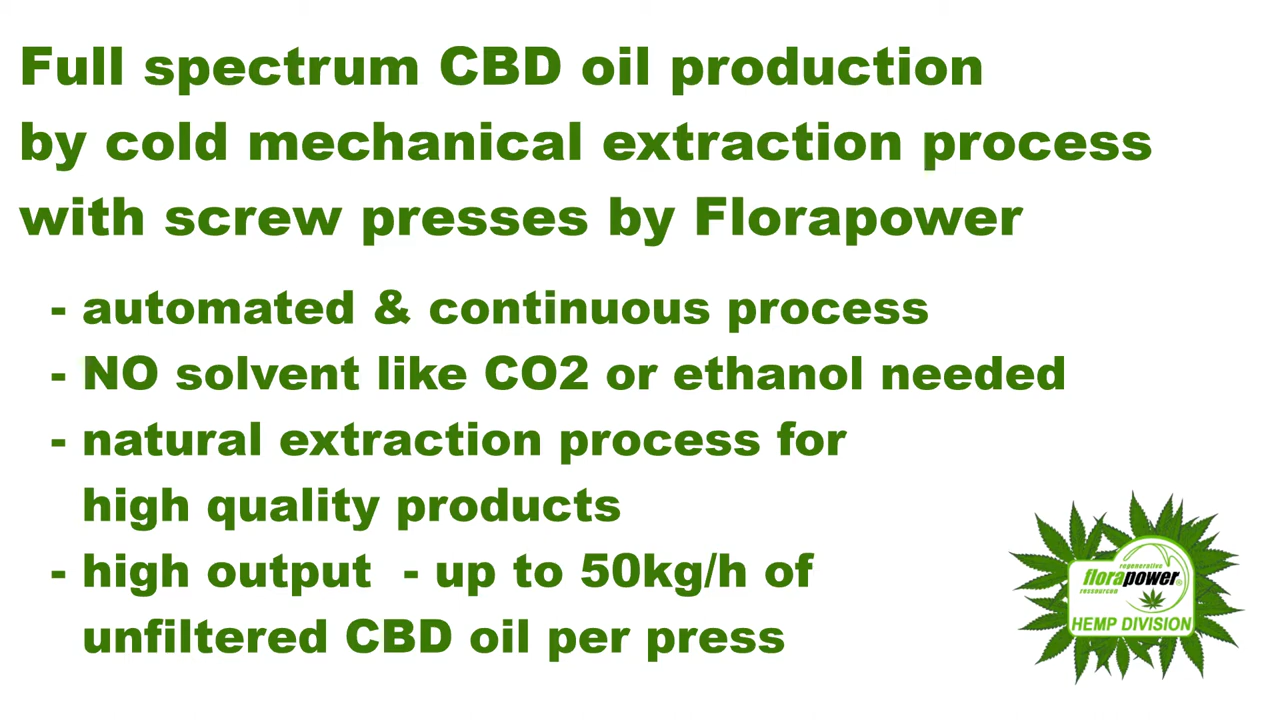 Full spectrum CBD oil production
by cold mechanical extraction process
with screw presses by Florapower
- automated & continuous process
- NO solvent like CO2 or ethanol needed
- natural extraction process for
high quality products
- high output - up to 50kg/h of
unfiltered CBD oil per press
regenerative
florapower®
ressourcen
HEMP DIVISION